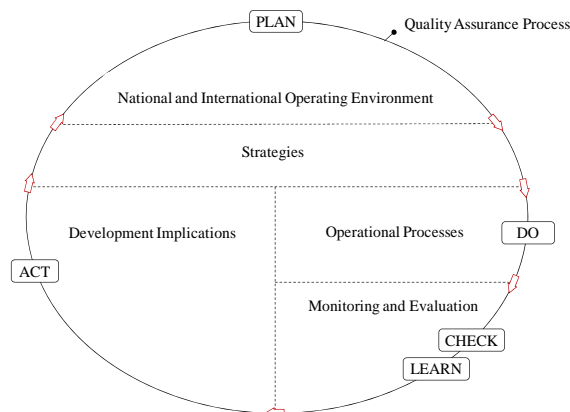 PLAN
Quality Assurance Process
National and International Operating Environment
Strategies
Development Implications
Operational Processes
DO
ACT
Monitoring and Evaluation
CHECK
LEARN